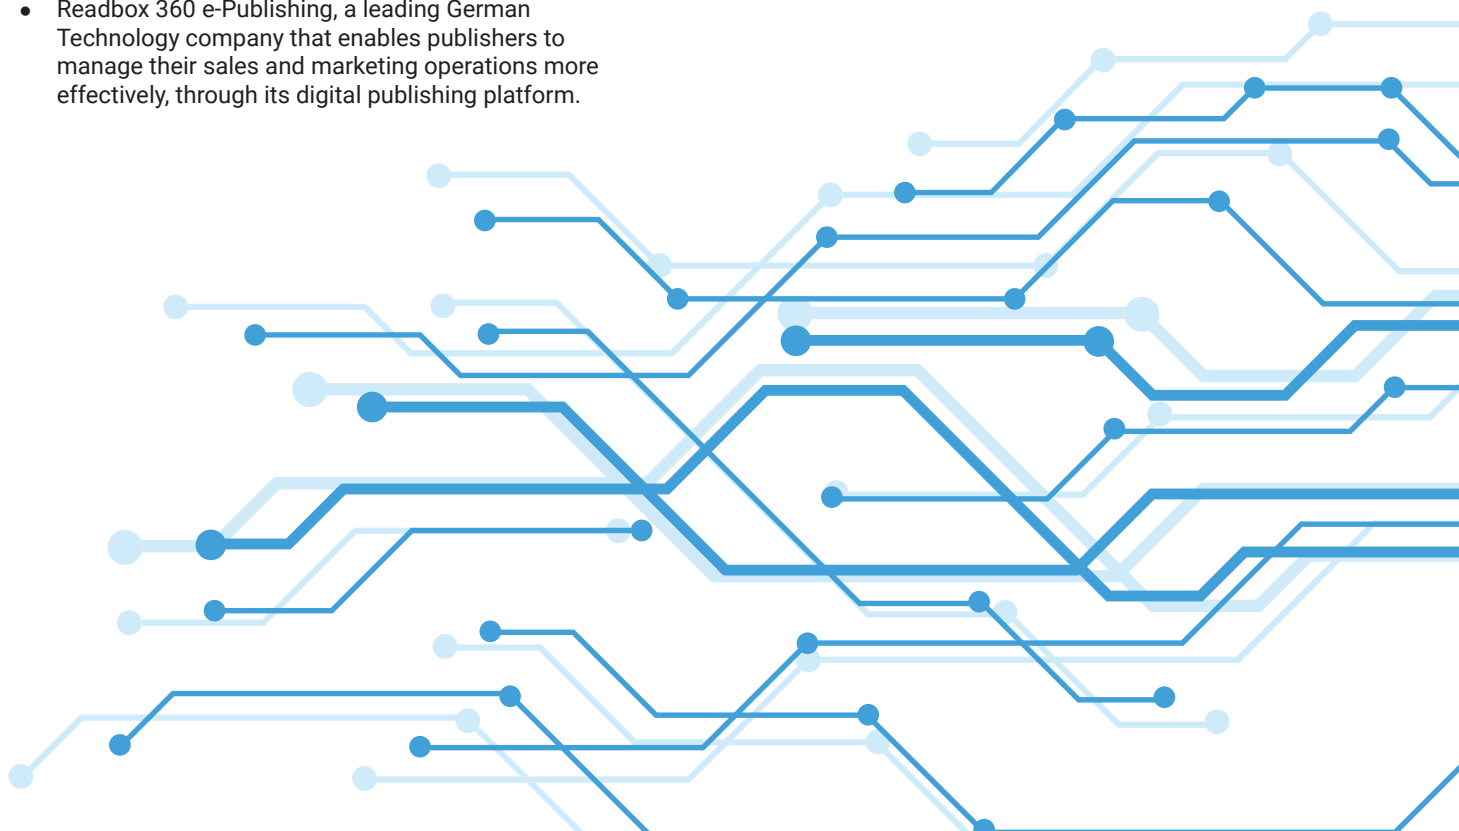 ● Readbox 360 e-Publishing, a leading German
Technology company that enables publishers to
manage their sales and marketing operations more
effectively, through its digital publishing platform.